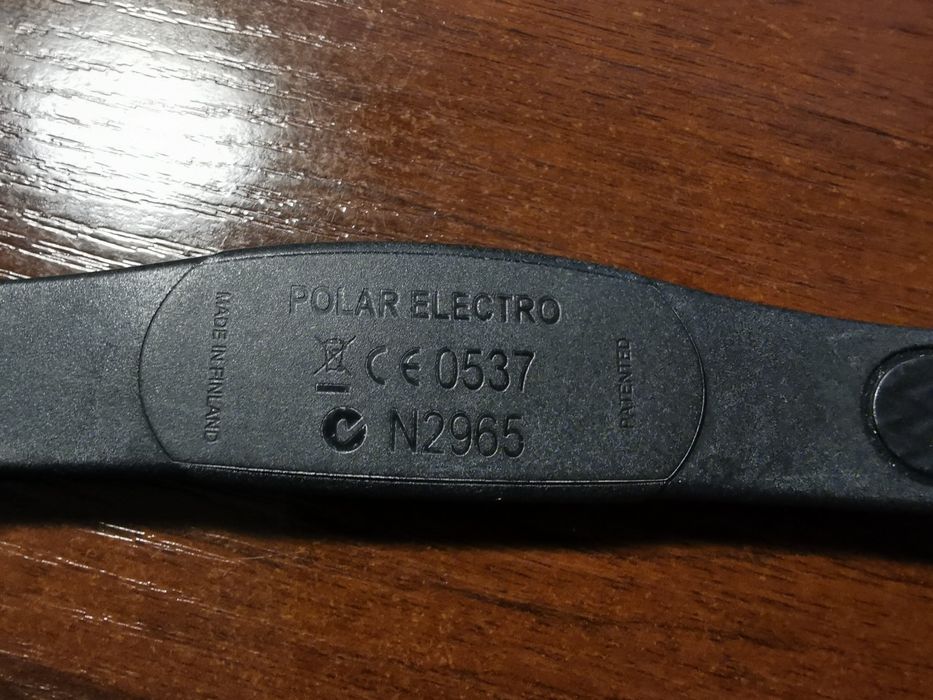 POLAR ELECTRO
MADE IN FINLAND
CE 0537
N2965
PATENTED